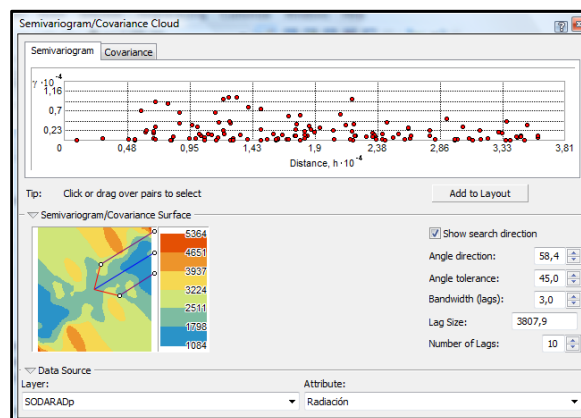 Semivariogram/Covariance Cloud
Semivariogram Covariance
γ ·10⁻⁴
1,16
0,7
0,23
0 0,48 0,95 1,43 1,9 2,38 2,86 3,33 3,81
Distance, h ·10⁻⁴
Tip: Click or drag over pairs to select
Add to Layout
Semivariogram/Covariance Surface
5364
4651
3937
3224
2511
1798
1084
Show search direction
Angle direction: 58,4
Angle tolerance: 45,0
Bandwidth (lags): 3,0
Lag Size: 3807,9
Number of Lags: 10
Data Source
Layer: Attribute:
SODARADp Radiación